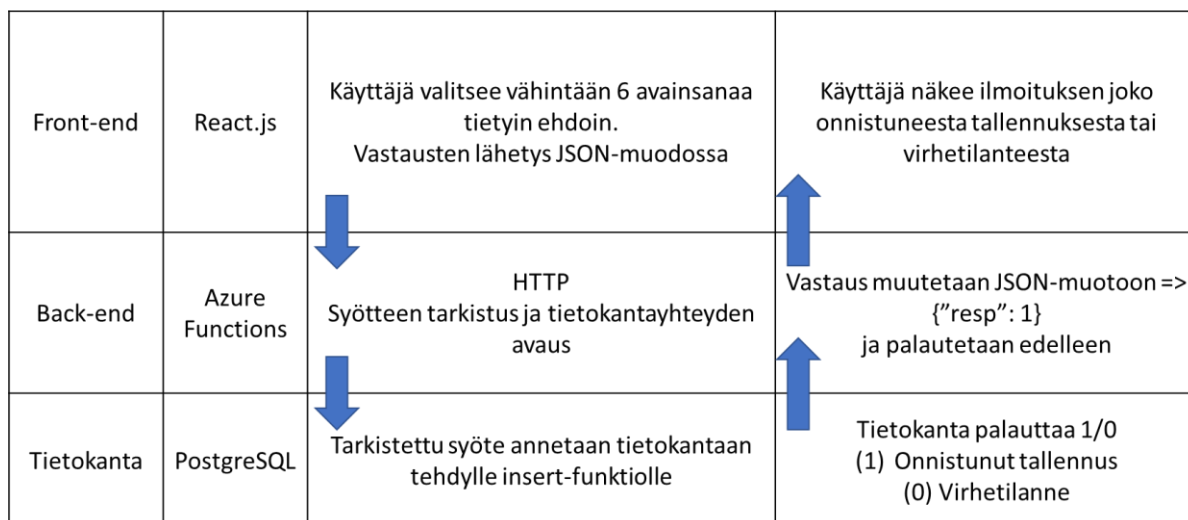 Front-end
React.js
Käyttäjä valitsee vähintään 6 avainsanaa
tietyin ehdoin.
Vastausten lähetys JSON-muodossa
Käyttäjä näkee ilmoituksen joko
onnistuneesta tallennuksesta tai
virhetilanteesta
Back-end
Azure
Functions
HTTP
Syötteen tarkistus ja tietokantayhteyden
avaus
Vastaus muutetaan JSON-muotoon =>
{”resp”: 1}
ja palautetaan edelleen
Tietokanta
PostgreSQL
Tarkistettu syöte annetaan tietokantaan
tehdylle insert-funktiolle
Tietokanta palauttaa 1/0
(1) Onnistunut tallennus
(0) Virhetilanne